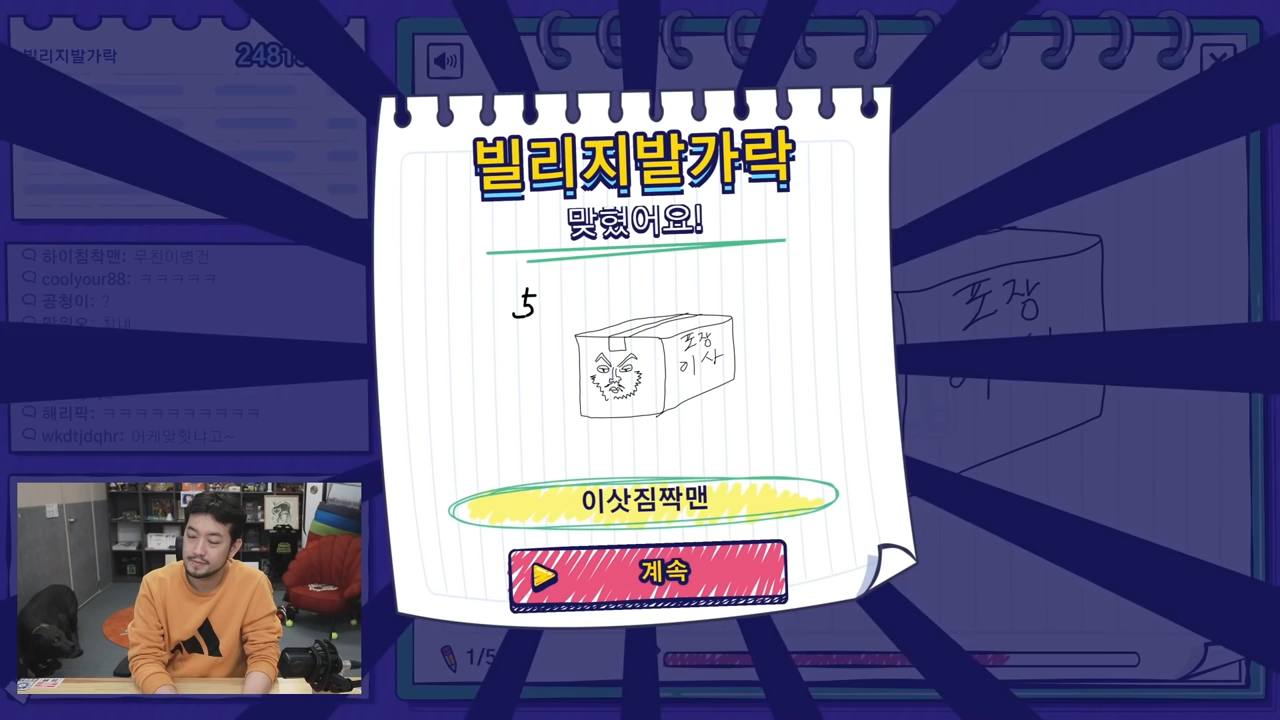 빌리지발가락
하이침착맨: 무친이병건
coolyour88: ㅋㅋㅋㅋㅋ
공청이: ?
해리팍: ㅋㅋㅋㅋㅋㅋㅋㅋㅋㅋ
wkdtjdqhr: 어케맞췻냐고~
빌리지발가락
맞혔어요!
5
포장
이사
이삿짐짝맨
계속
포장
1/5